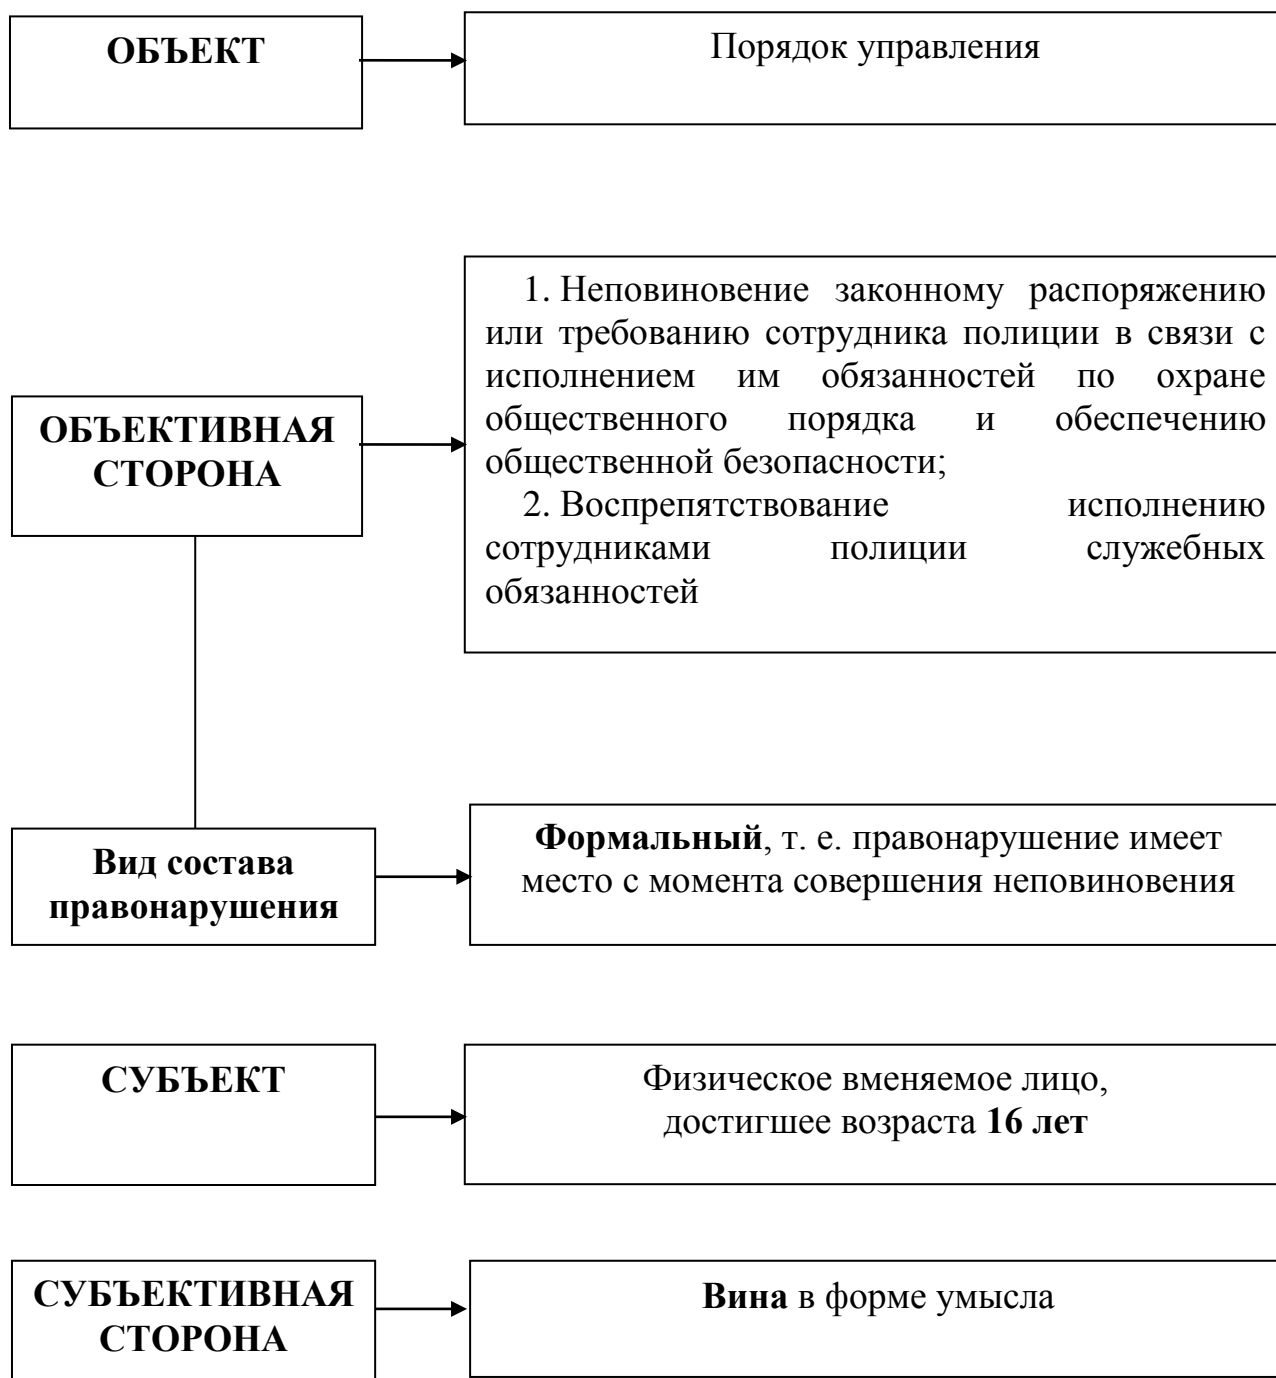 ОБЪЕКТ
Порядок управления
ОБЪЕКТИВНАЯ
СТОРОНА
1. Неповиновение законному распоряжению
или требованию сотрудника полиции в связи с
исполнением им обязанностей по охране
общественного порядка и обеспечению
общественной безопасности;
2. Воспрепятствование исполнению
сотрудниками полиции служебных
обязанностей
Вид состава
правонарушения
Формальный, т. е. правонарушение имеет
место с момента совершения неповиновения
СУБЪЕКТ
Физическое вменяемое лицо,
достигшее возраста 16 лет
СУБЪЕКТИВНАЯ
СТОРОНА
Вина в форме умысла